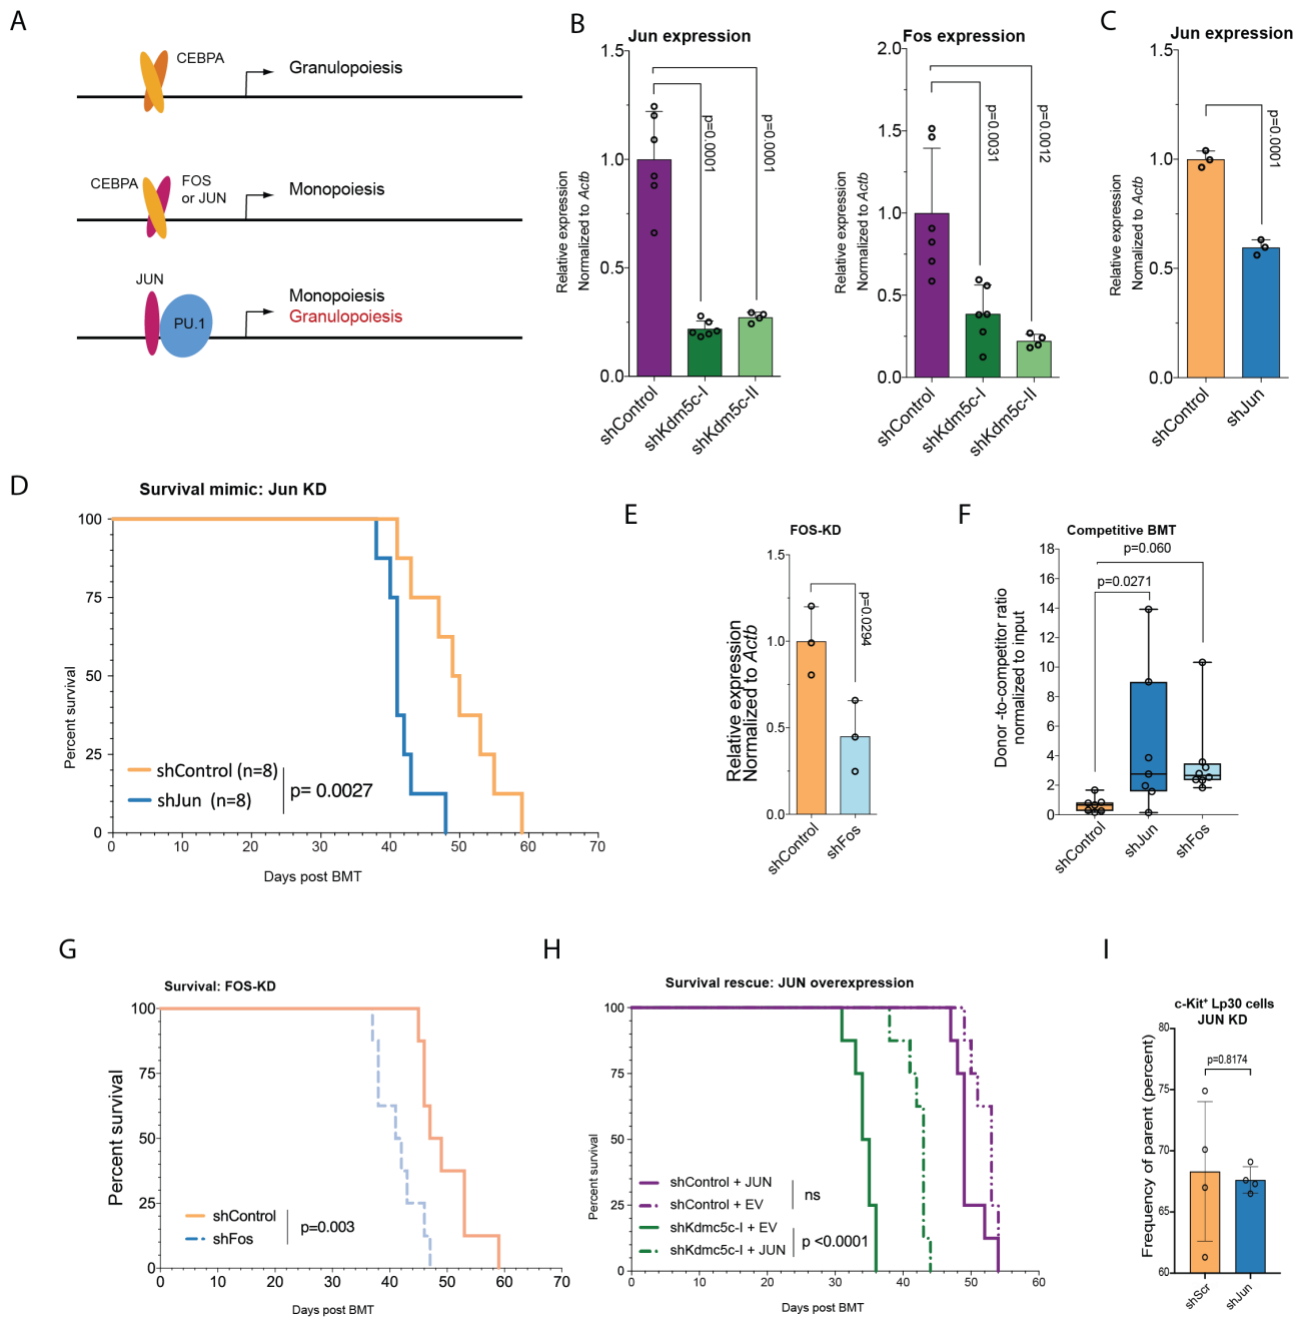 A
CEBPA
Granulopoiesis
CEBPA
FOS
or JUN
Monopoiesis
JUN
PU.1
Monopoiesis
Granulopoiesis
B
Jun expression
Relative expression
Normalized to Actb
1.5
1.0
0.5
0.0
p=0.0001
p=0.0001
shControl
shKdm5c-I
shKdm5c-II
Fos expression
Relative expression
Normalized to Actb
2.0
1.5
1.0
0.5
0.0
p=0.0031
p=0.0012
shControl
shKdm5c-I
shKdm5c-II
C
Jun expression
Relative expression
Normalized to Actb
1.5
1.0
0.5
0.0
p=0.0001
shControl
shJun
D
Survival mimic: Jun KD
Percent survival
100
75
50
25
0
shControl (n=8)
shJun (n=8)
p= 0.0027
0 10 20 30 40 50 60 70
Days post BMT
E
FOS-KD
Relative expression
Normalized to Actb
1.5
1.0
0.5
0.0
p=0.0294
shControl
shFos
F
Competitive BMT
p=0.060
p=0.0271
Donor -to-competitor ratio
normalized to input
18
16
14
12
10
8
6
4
2
0
shControl
shJun
shFos
G
Survival: FOS-KD
Percent survival
100
75
50
25
0
shControl
shFos
p=0.003
0 10 20 30 40 50 60 70
Days post BMT
H
Survival rescue: JUN overexpression
Percent survival
100
75
50
25
0
shControl + JUN
shControl + EV
ns
shKdmc5c-I + EV
shKdmc5c-I + JUN
p <0.0001
0 10 20 30 40 50 60
Days post BMT
I
c-Kit+ Lp30 cells
JUN KD
Frequency of parent (percent)
80
75
70
65
60
p=0.8174
shScr
shJun